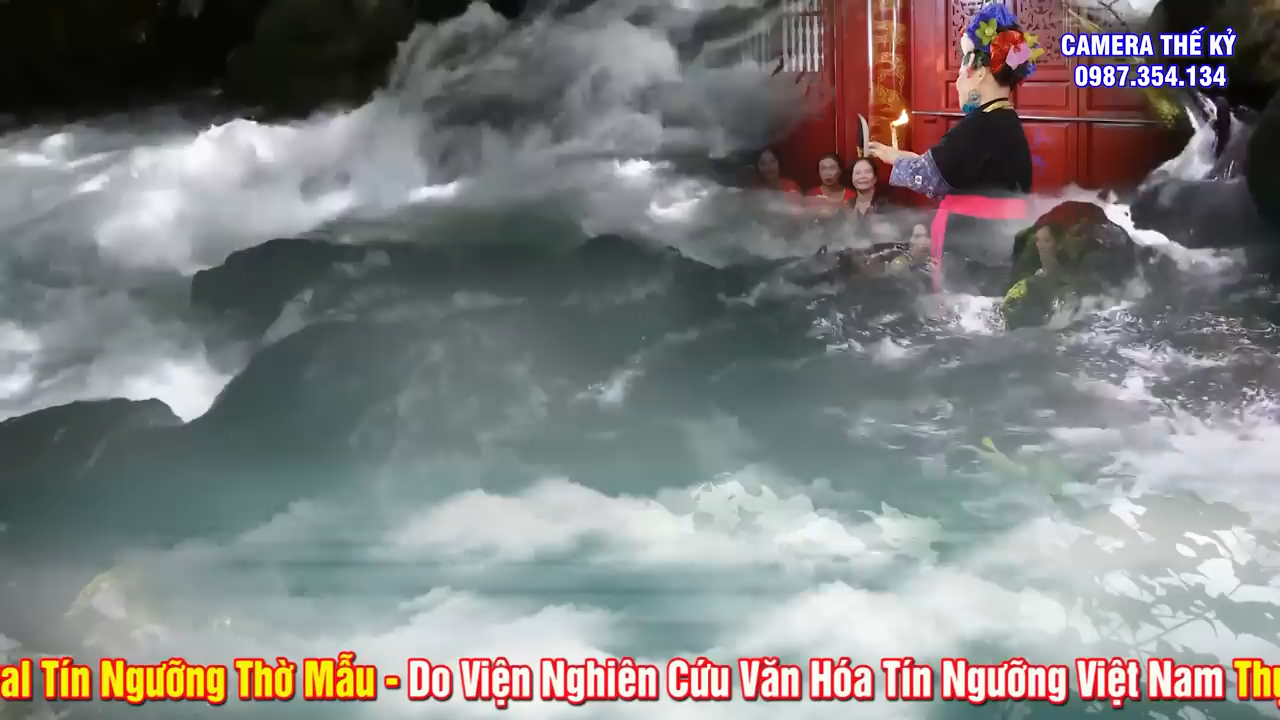 CAMERA THẾ KỶ
0987.354.134
al Tín Ngưỡng Thờ Mẫu - Do Viện Nghiên Cứu Văn Hóa Tín Ngưỡng Việt Nam